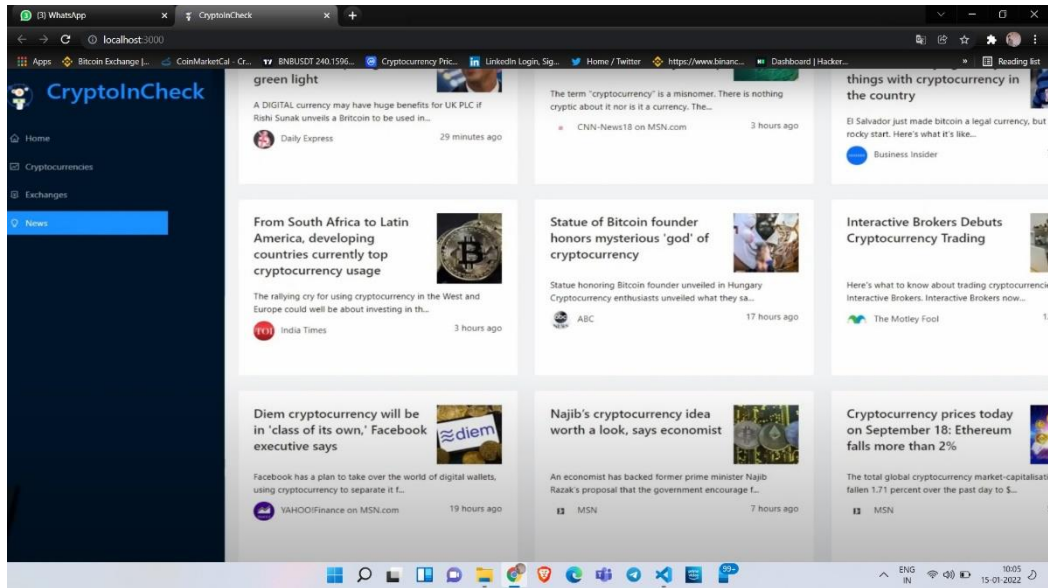 (3) WhatsApp
CryptoInCheck
localhost:3000
Apps
Bitcoin Exchange |...
CoinMarketCal - Cr...
BNBUSDT 240.1596...
Cryptocurrency Pric...
LinkedIn Login, Sig...
Home / Twitter
https://www.binanc...
Dashboard | Hacker...
»
Reading list
CryptoInCheck
Home
Cryptocurrencies
Exchanges
News
green light
A DIGITAL currency may have huge benefits for UK PLC if
Rishi Sunak unveils a Britcoin to be used in...
Daily Express
29 minutes ago
The term "cryptocurrency" is a misnomer. There is nothing
cryptic about it nor is it a currency. The...
CNN-News18 on MSN.com
3 hours ago
things with cryptocurrency in
the country
El Salvador just made bitcoin a legal currency, but
rocky start. Here's what it's like...
Business Insider
From South Africa to Latin
America, developing
countries currently top
cryptocurrency usage
The rallying cry for using cryptocurrency in the West and
Europe could well be about investing in th...
TOI
India Times
3 hours ago
Statue of Bitcoin founder
honors mysterious 'god' of
cryptocurrency
Statue honoring Bitcoin founder unveiled in Hungary
Cryptocurrency enthusiasts unveiled what they sa...
abc
NEWS
ABC
17 hours ago
Interactive Brokers Debuts
Cryptocurrency Trading
Here's what to know about trading cryptocurrencie
Interactive Brokers. Interactive Brokers now...
The Motley Fool
Diem cryptocurrency will be
in 'class of its own,' Facebook
executive says
diem
Facebook has a plan to take over the world of digital wallets,
using cryptocurrency to separate it f...
YAHOO!Finance on MSN.com
19 hours ago
Najib's cryptocurrency idea
worth a look, says economist
An economist has backed former prime minister Najib
Razak's proposal that the government encourage f...
MSN
7 hours ago
Cryptocurrency prices today
on September 18: Ethereum
falls more than 2%
The total global cryptocurrency market-capitalisati
fallen 1.71 percent over the past day to $...
MSN
99+
ENG
IN
10:05
15-01-2022